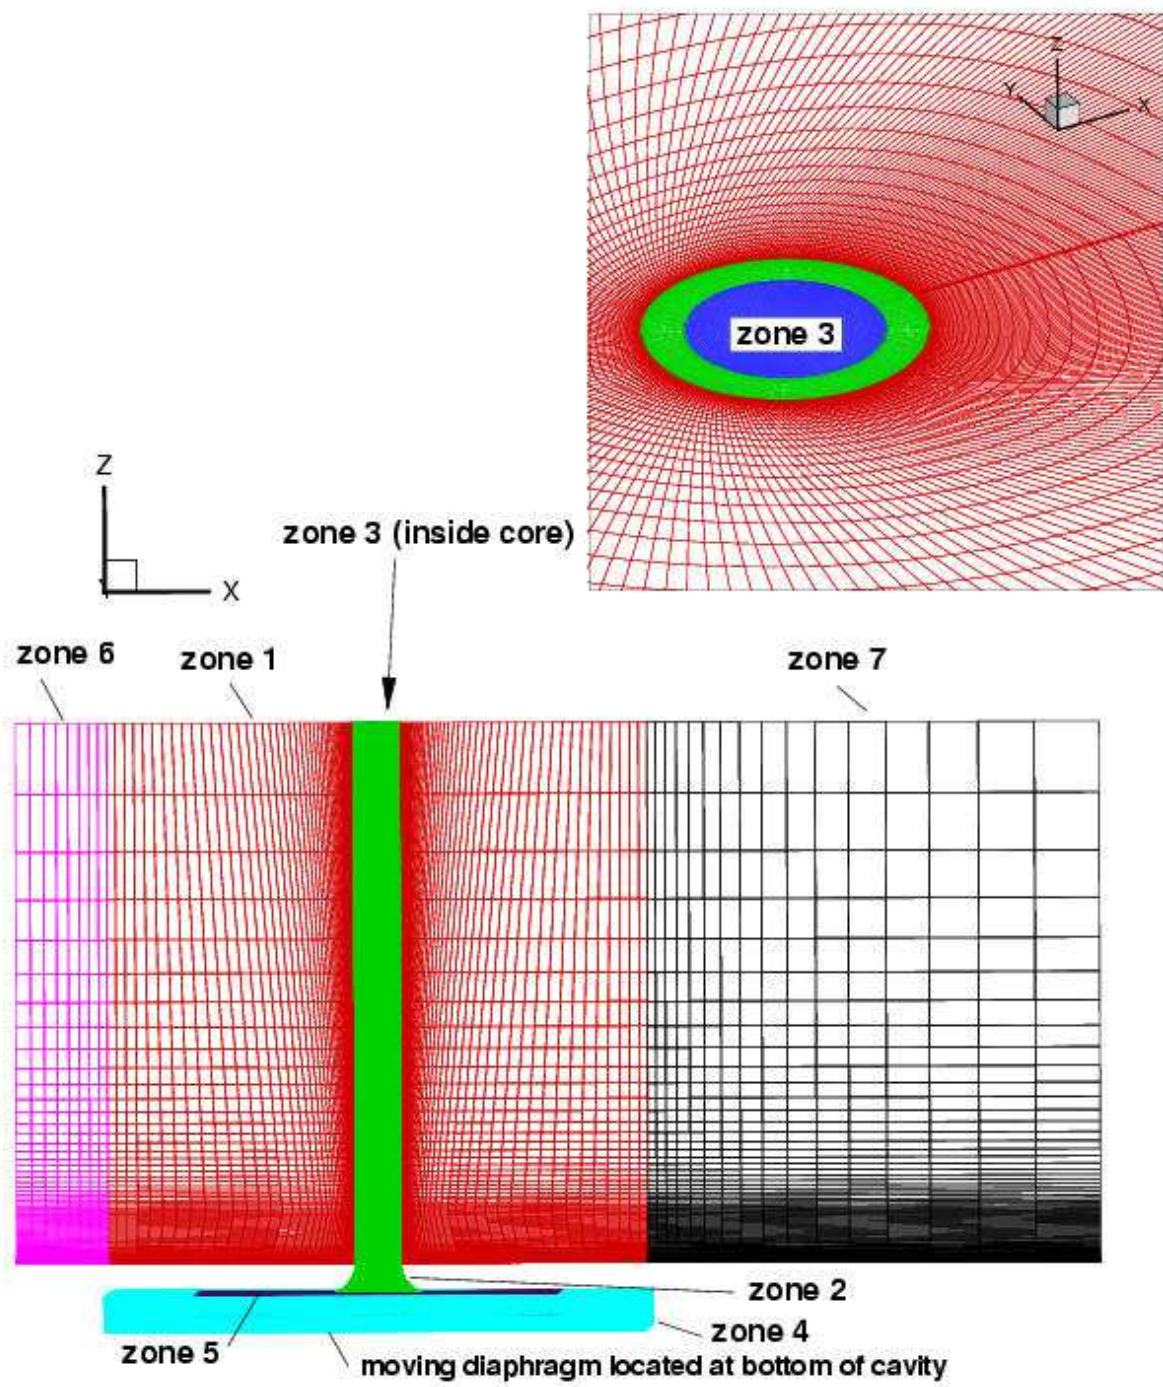 Z
Y
X
zone 3
Z
X
zone 3 (inside core)
zone 6
zone 1
zone 7
zone 2
zone 4
zone 5
moving diaphragm located at bottom of cavity